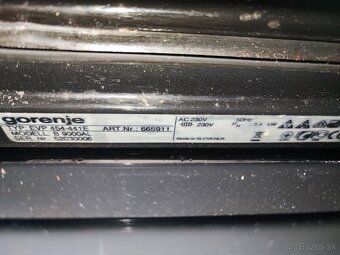 gorenje
TYP EVP 454-441E
ART.Nr.: 665911
MODELL: B 9000AL
SER. Nr.: 52030006
AC 230V
50Hz
230V
3,4 kW
Made in SLOVENIJA
bazos.sk